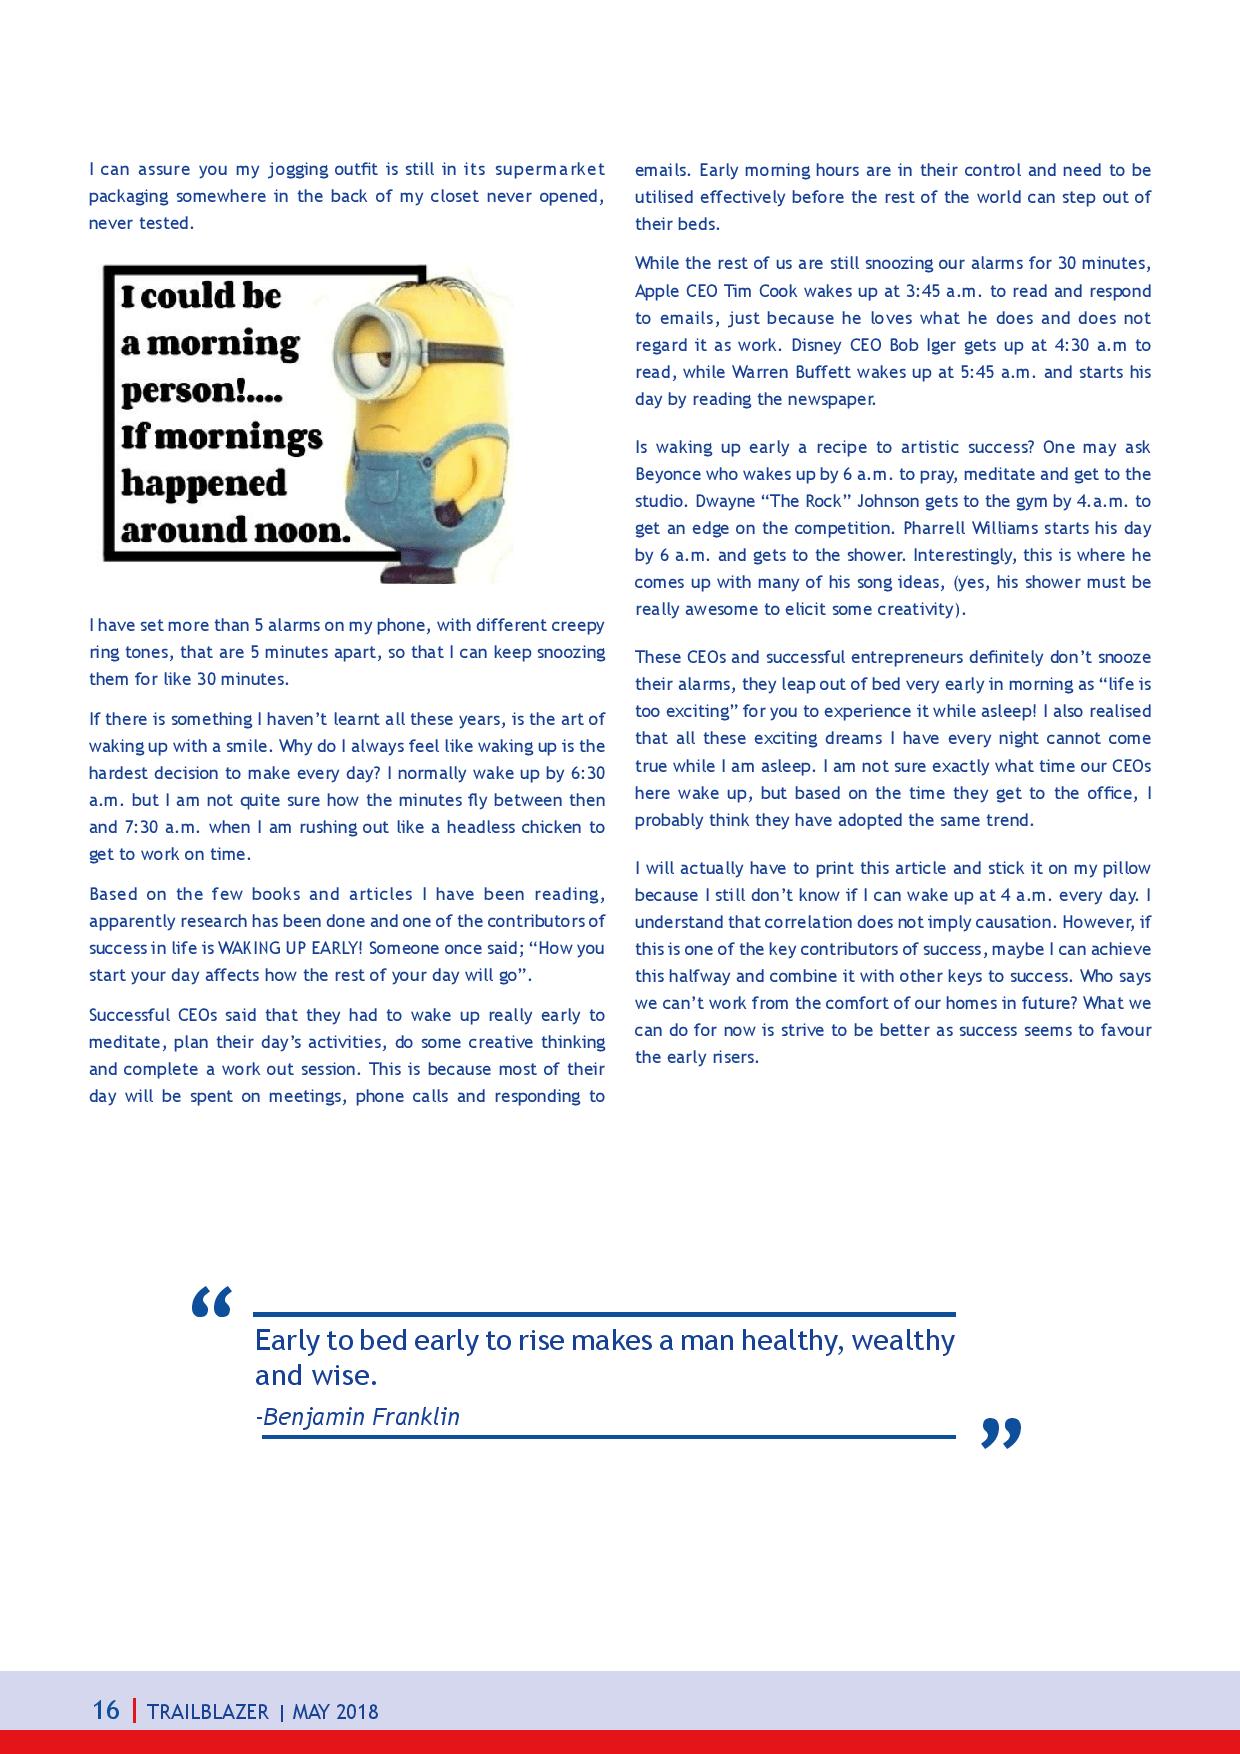 I can assure you my jogging outfit is still in its supermarket
packaging somewhere in the back of my closet never opened,
never tested.
I could be
a morning
person!....
If mornings
happened
around noon.
I have set more than 5 alarms on my phone, with different creepy
ring tones, that are 5 minutes apart, so that I can keep snoozing
them for like 30 minutes.
If there is something I haven’t learnt all these years, is the art of
waking up with a smile. Why do I always feel like waking up is the
hardest decision to make every day? I normally wake up by 6:30
a.m. but I am not quite sure how the minutes fly between then
and 7:30 a.m. when I am rushing out like a headless chicken to
get to work on time.
Based on the few books and articles I have been reading,
apparently research has been done and one of the contributors of
success in life is WAKING UP EARLY! Someone once said; “How you
start your day affects how the rest of your day will go”.
Successful CEOs said that they had to wake up really early to
meditate, plan their day’s activities, do some creative thinking
and complete a work out session. This is because most of their
day will be spent on meetings, phone calls and responding to
emails. Early morning hours are in their control and need to be
utilised effectively before the rest of the world can step out of
their beds.
While the rest of us are still snoozing our alarms for 30 minutes,
Apple CEO Tim Cook wakes up at 3:45 a.m. to read and respond
to emails, just because he loves what he does and does not
regard it as work. Disney CEO Bob Iger gets up at 4:30 a.m to
read, while Warren Buffett wakes up at 5:45 a.m. and starts his
day by reading the newspaper.
Is waking up early a recipe to artistic success? One may ask
Beyonce who wakes up by 6 a.m. to pray, meditate and get to the
studio. Dwayne “The Rock” Johnson gets to the gym by 4.a.m. to
get an edge on the competition. Pharrell Williams starts his day
by 6 a.m. and gets to the shower. Interestingly, this is where he
comes up with many of his song ideas, (yes, his shower must be
really awesome to elicit some creativity).
These CEOs and successful entrepreneurs definitely don’t snooze
their alarms, they leap out of bed very early in morning as “life is
too exciting” for you to experience it while asleep! I also realised
that all these exciting dreams I have every night cannot come
true while I am asleep. I am not sure exactly what time our CEOs
here wake up, but based on the time they get to the office, I
probably think they have adopted the same trend.
I will actually have to print this article and stick it on my pillow
because I still don’t know if I can wake up at 4 a.m. every day. I
understand that correlation does not imply causation. However, if
this is one of the key contributors of success, maybe I can achieve
this halfway and combine it with other keys to success. Who says
we can’t work from the comfort of our homes in future? What we
can do for now is strive to be better as success seems to favour
the early risers.
“
Early to bed early to rise makes a man healthy, wealthy
and wise.
-Benjamin Franklin
”
16 | TRAILBLAZER | MAY 2018